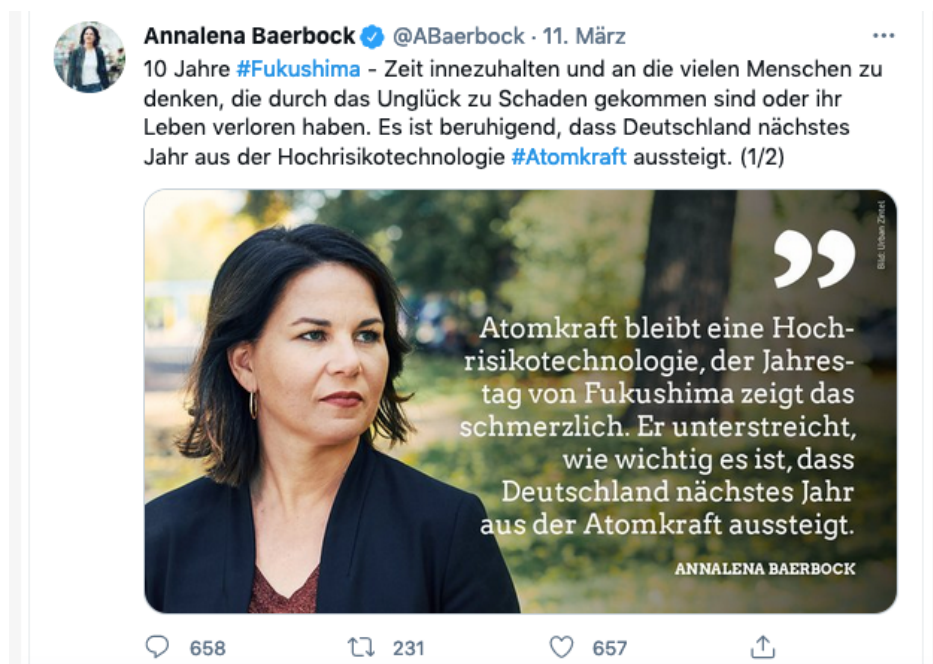 Annalena Baerbock @ABaerbock · 11. März
10 Jahre #Fukushima - Zeit innezuhalten und an die vielen Menschen zu
denken, die durch das Unglück zu Schaden gekommen sind oder ihr
Leben verloren haben. Es ist beruhigend, dass Deutschland nächstes
Jahr aus der Hochrisikotechnologie #Atomkraft aussteigt. (1/2)
Bild: Urban Zintel
”
Atomkraft bleibt eine Hoch-
risikotechnologie, der Jahres-
tag von Fukushima zeigt das
schmerzlich. Er unterstreicht,
wie wichtig es ist, dass
Deutschland nächstes Jahr
aus der Atomkraft aussteigt.
ANNALENA BAERBOCK
658 231 657